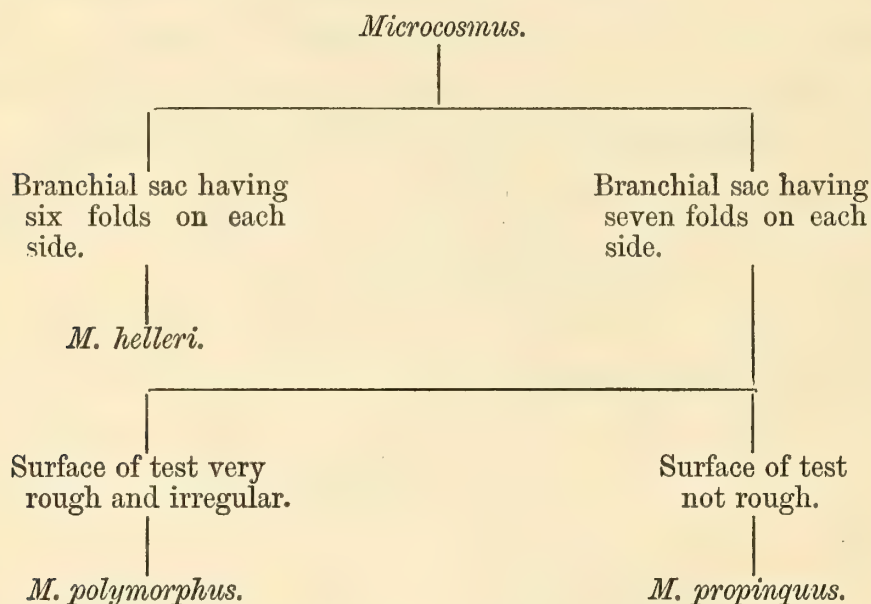 Microcosmus.
Branchial sac having
six folds on each
side.
Branchial sac having
seven folds on each
side.
M. helleri.
Surface of test very
rough and irregular.
Surface of test
not rough.
M. polymorphus.
M. propinquus.